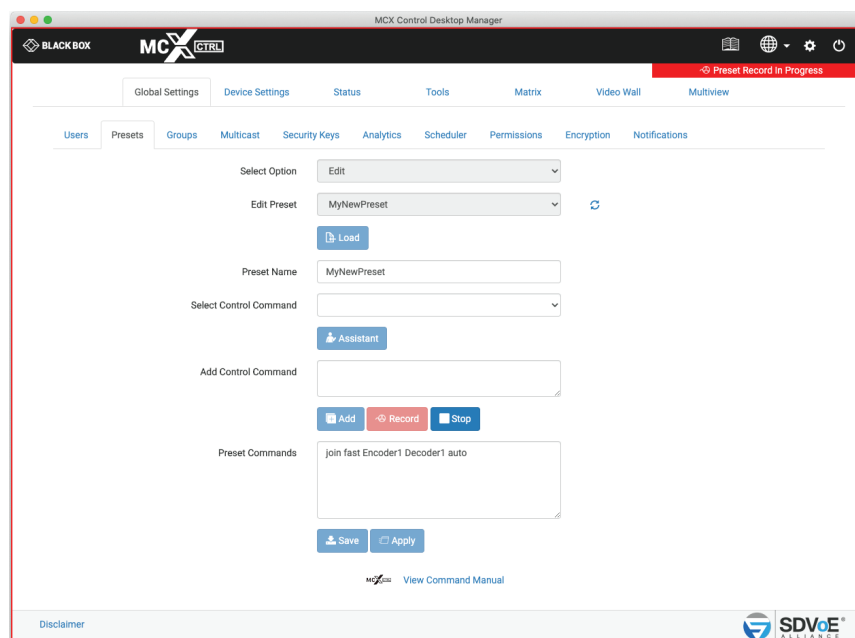 MCX Control Desktop Manager
BLACK BOX
MCX CTRL
Preset Record In Progress
Global Settings Device Settings Status Tools Matrix Video Wall Multiview
Users Presets Groups Multicast Security Keys Analytics Scheduler Permissions Encryption Notifications
Select Option Edit
Edit Preset MyNewPreset
Load
Preset Name MyNewPreset
Select Control Command
Assistant
Add Control Command
Add Record Stop
Preset Commands join fast Encoder1 Decoder1 auto
Save Apply
MCX CTRL View Command Manual
Disclaimer
SDVoE
ALLIANCE